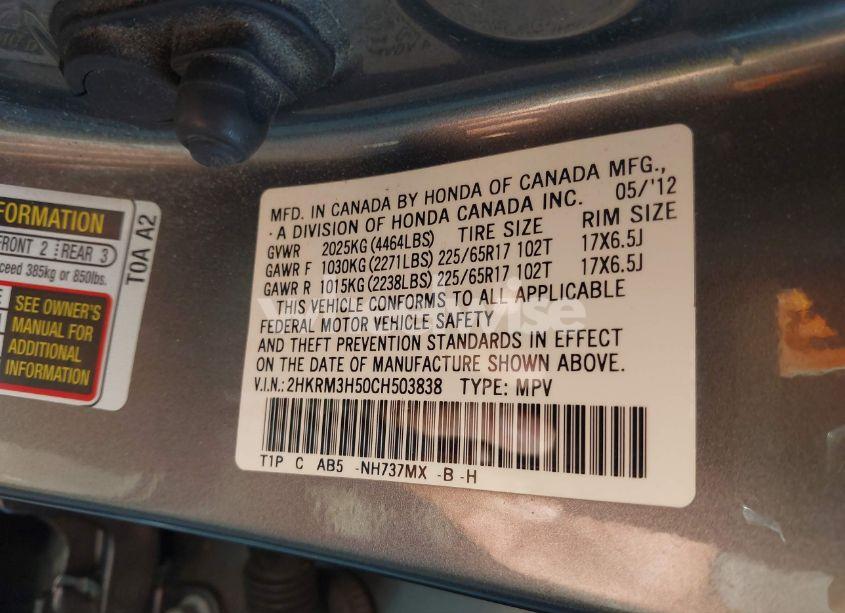 FORMATION
FRONT 2 REAR 3
exceed 385kg or 850lbs.
SEE OWNER'S
MANUAL FOR
ADDITIONAL
INFORMATION
T0A A2
MFD. IN CANADA BY HONDA OF CANADA MFG.,
A DIVISION OF HONDA CANADA INC. 05/'12
GVWR 2025KG(4464LBS) TIRE SIZE RIM SIZE
GAWR F 1030KG(2271LBS) 225/65R17 102T 17X6.5J
GAWR R 1015KG(2238LBS) 225/65R17 102T 17X6.5J
THIS VEHICLE CONFORMS TO ALL APPLICABLE
FEDERAL MOTOR VEHICLE SAFETY
AND THEFT PREVENTION STANDARDS IN EFFECT
ON THE DATE OF MANUFACTURE SHOWN ABOVE.
V.I.N.: 2HKRM3H50CH503838 TYPE: MPV
T1P C AB5 -NH737MX -B -H